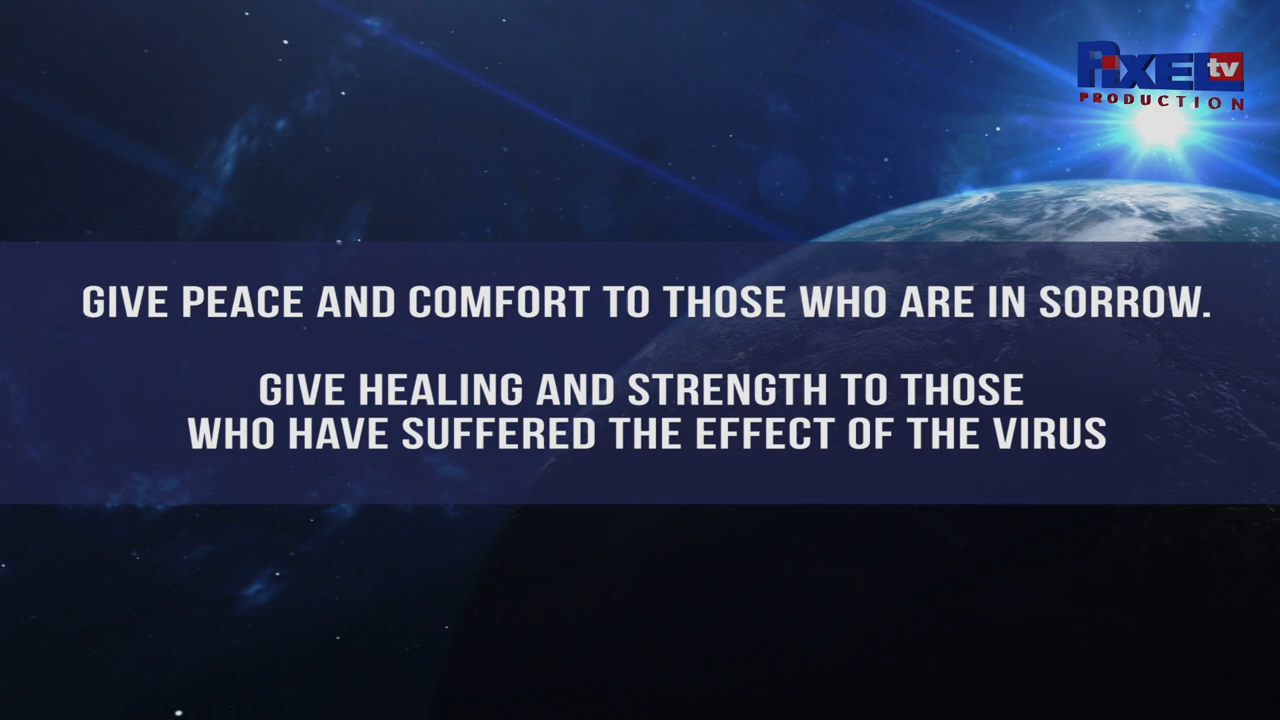 PIXEL tv
PRODUCTION
GIVE PEACE AND COMFORT TO THOSE WHO ARE IN SORROW.
GIVE HEALING AND STRENGTH TO THOSE
WHO HAVE SUFFERED THE EFFECT OF THE VIRUS